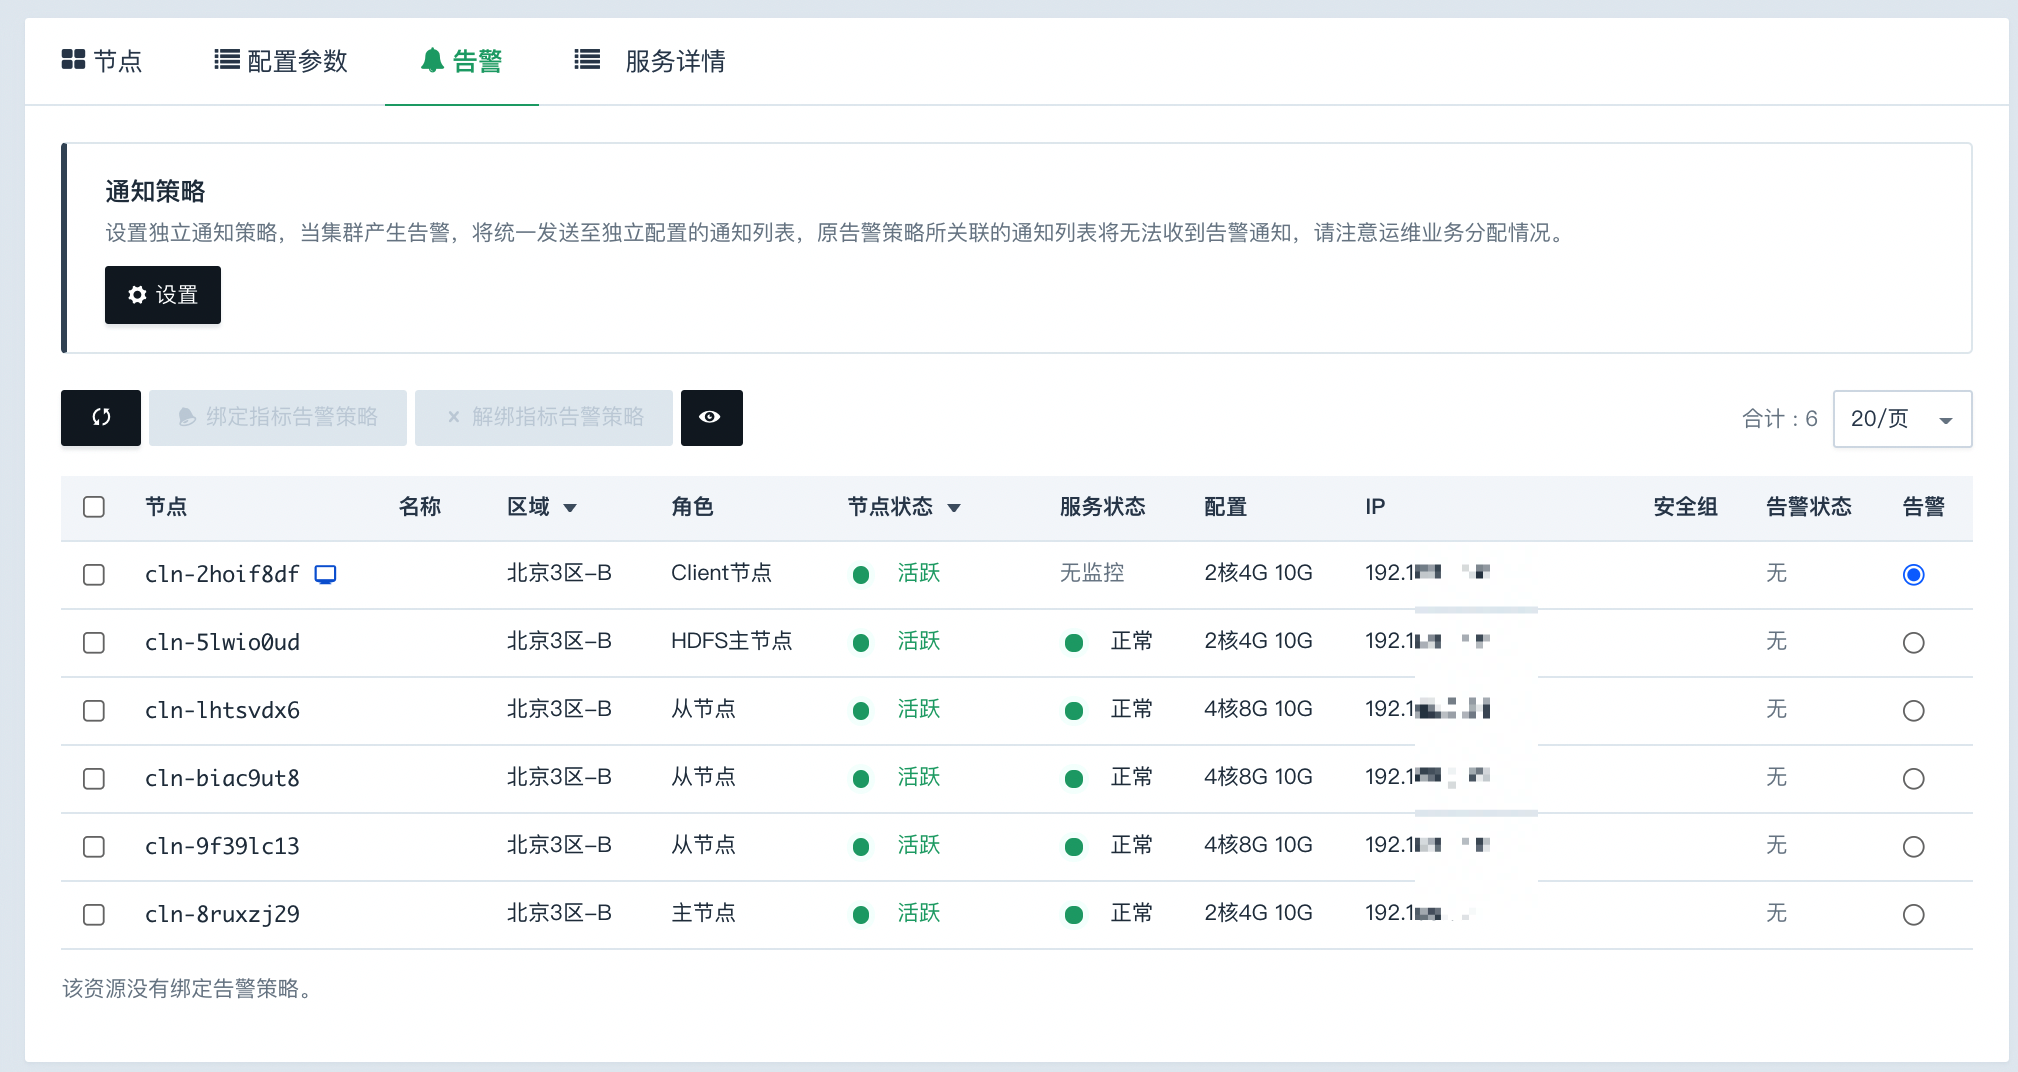 节点 配置参数 告警 服务详情
通知策略
设置独立通知策略，当集群产生告警，将统一发送至独立配置的通知列表，原告警策略所关联的通知列表将无法收到告警通知，请注意运维业务分配情况。
设置
绑定指标告警策略 解绑指标告警策略 合计：6 20/页
节点 名称 区域 角色 节点状态 服务状态 配置 IP 安全组 告警状态 告警
cln-2hoif8df 北京3区-B Client节点 活跃 无监控 2核4G 10G 192.1 无
cln-5lwio0ud 北京3区-B HDFS主节点 活跃 正常 2核4G 10G 192.1 无
cln-lhtsvdx6 北京3区-B 从节点 活跃 正常 4核8G 10G 192.1 无
cln-biac9ut8 北京3区-B 从节点 活跃 正常 4核8G 10G 192.1 无
cln-9f39lc13 北京3区-B 从节点 活跃 正常 4核8G 10G 192.1 无
cln-8ruxzj29 北京3区-B 主节点 活跃 正常 2核4G 10G 192.1 无
该资源没有绑定告警策略。